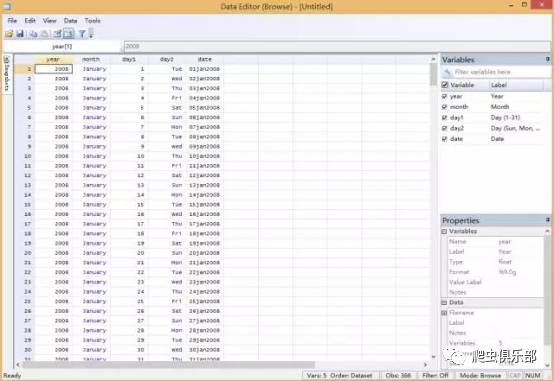 Data Editor (Browse) - [Untitled]
File Edit View Data Tools
year[1] 2008
Snapshots
year month day1 day2 date
1 2008 January 1 Tue 01jan2008
2 2008 January 2 Wed 02jan2008
3 2008 January 3 Thu 03jan2008
4 2008 January 4 Fri 04jan2008
5 2008 January 5 Sat 05jan2008
6 2008 January 6 Sun 06jan2008
7 2008 January 7 Mon 07jan2008
8 2008 January 8 Tue 08jan2008
9 2008 January 9 Wed 09jan2008
10 2008 January 10 Thu 10jan2008
11 2008 January 11 Fri 11jan2008
12 2008 January 12 Sat 12jan2008
13 2008 January 13 Sun 13jan2008
14 2008 January 14 Mon 14jan2008
15 2008 January 15 Tue 15jan2008
16 2008 January 16 Wed 16jan2008
17 2008 January 17 Thu 17jan2008
18 2008 January 18 Fri 18jan2008
19 2008 January 19 Sat 19jan2008
20 2008 January 20 Sun 20jan2008
21 2008 January 21 Mon 21jan2008
22 2008 January 22 Tue 22jan2008
23 2008 January 23 Wed 23jan2008
24 2008 January 24 Thu 24jan2008
25 2008 January 25 Fri 25jan2008
26 2008 January 26 Sat 26jan2008
27 2008 January 27 Sun 27jan2008
28 2008 January 28 Mon 28jan2008
29 2008 January 29 Tue 29jan2008
30 2008 January 30 Wed 30jan2008
31 2008 January 31 Thu 31jan2008
Variables
Filter variables here
Variable Label
year Year
month Month
day1 Day (1-31)
day2 Day (Sun, Mon, ...
date Date
Properties
Variables
Name year
Label Year
Type float
Format %9.0g
Value Label
Notes
Data
Filename
Label
Notes
Variables 5
爬虫俱乐部
Ready Vars: 5 Order: Dataset Obs: 366 Filter: Off Mode: Browse CAP NUM